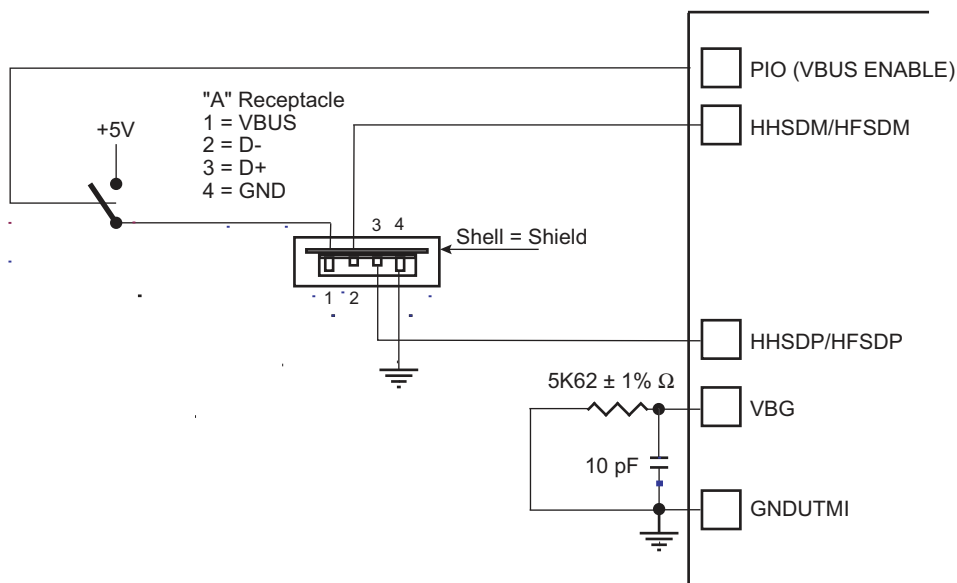 PIO (VBUS ENABLE)
"A" Receptacle
1 = VBUS
2 = D-
3 = D+
4 = GND
+5V
HHSDM/HFSDM
3 4
Shell = Shield
1 2
HHSDP/HFSDP
5K62 ± 1% Ω
VBG
10 pF
GNDUTMI